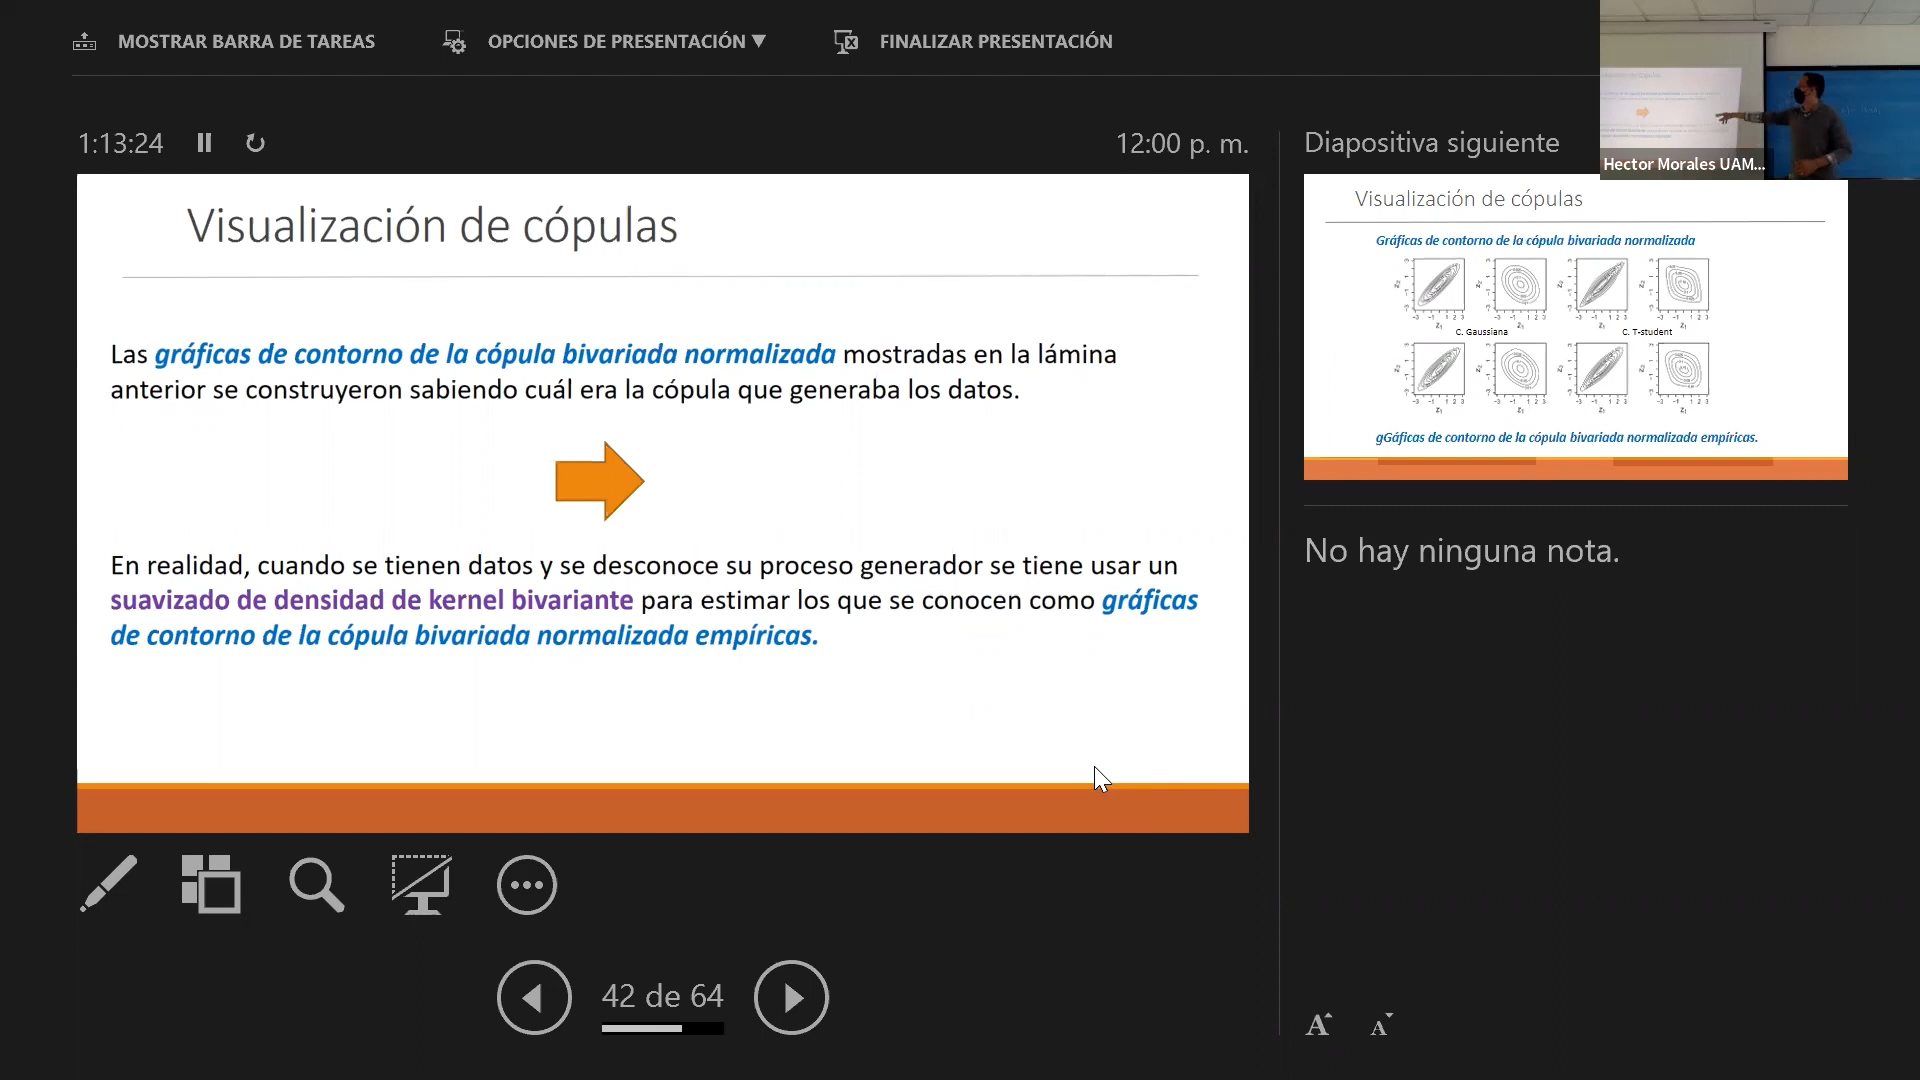 MOSTRAR BARRA DE TAREAS
OPCIONES DE PRESENTACIÓN ▼
FINALIZAR PRESENTACIÓN
1:13:24
12:00 p. m.
Visualización de cópulas
Las gráficas de contorno de la cópula bivariada normalizada mostradas en la lámina
anterior se construyeron sabiendo cuál era la cópula que generaba los datos.
En realidad, cuando se tienen datos y se desconoce su proceso generador se tiene usar un
suavizado de densidad de kernel bivariante para estimar los que se conocen como gráficas
de contorno de la cópula bivariada normalizada empíricas.
42 de 64
Diapositiva siguiente
Hector Morales UAM...
Visualización de cópulas
Gráficas de contorno de la cópula bivariada normalizada
C. Gaussiana
C. T-student
gGáficas de contorno de la cópula bivariada normalizada empíricas.
No hay ninguna nota.
A A